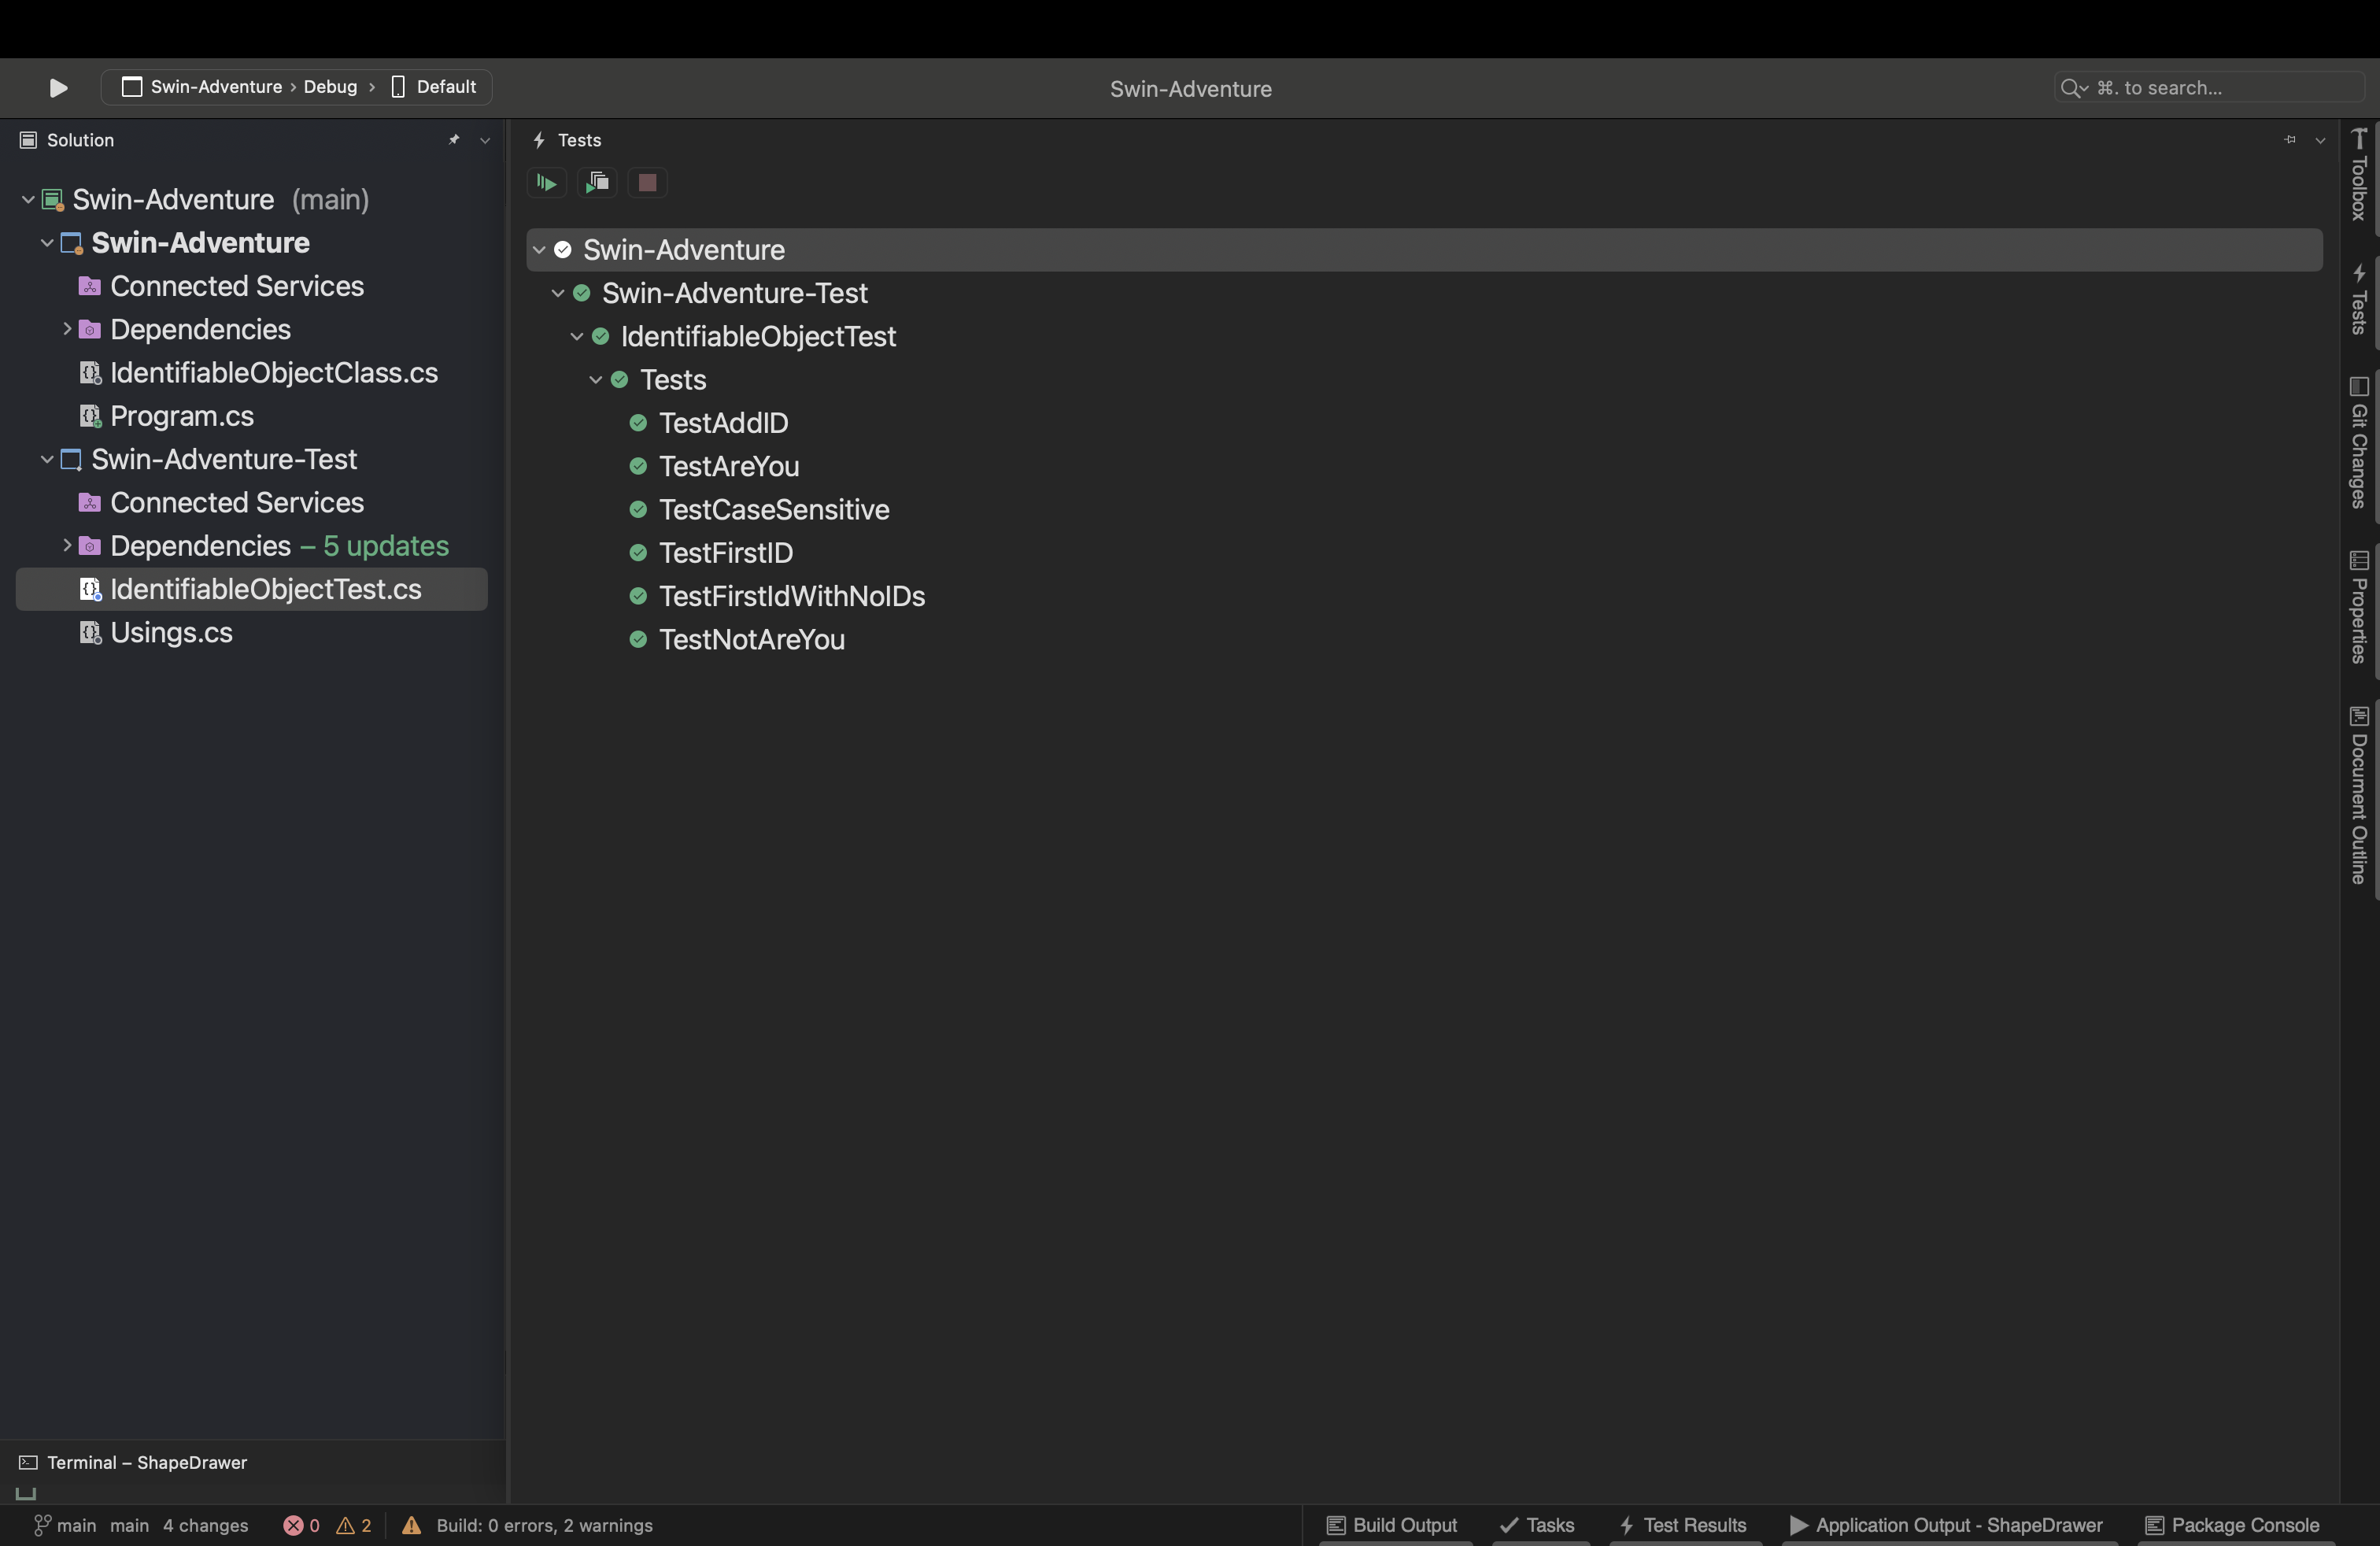 Swin-Adventure › Debug › Default
Swin-Adventure
⌘. to search...
Solution
Swin-Adventure (main)
Swin-Adventure
Connected Services
Dependencies
IdentifiableObjectClass.cs
Program.cs
Swin-Adventure-Test
Connected Services
Dependencies – 5 updates
IdentifiableObjectTest.cs
Usings.cs
Tests
Swin-Adventure
Swin-Adventure-Test
IdentifiableObjectTest
Tests
TestAddID
TestAreYou
TestCaseSensitive
TestFirstID
TestFirstIdWithNoIDs
TestNotAreYou
Toolbox
Tests
Git Changes
Properties
Document Outline
Terminal – ShapeDrawer
main main 4 changes 0 2 Build: 0 errors, 2 warnings
Build Output Tasks Test Results Application Output - ShapeDrawer Package Console